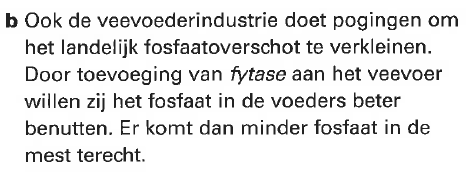 b Ook de veevoederindustrie doet pogingen om
het landelijk fosfaatoverschot te verkleinen.
Door toevoeging van fytase aan het veevoer
willen zij het fosfaat in de voeders beter
benutten. Er komt dan minder fosfaat in de
mest terecht.